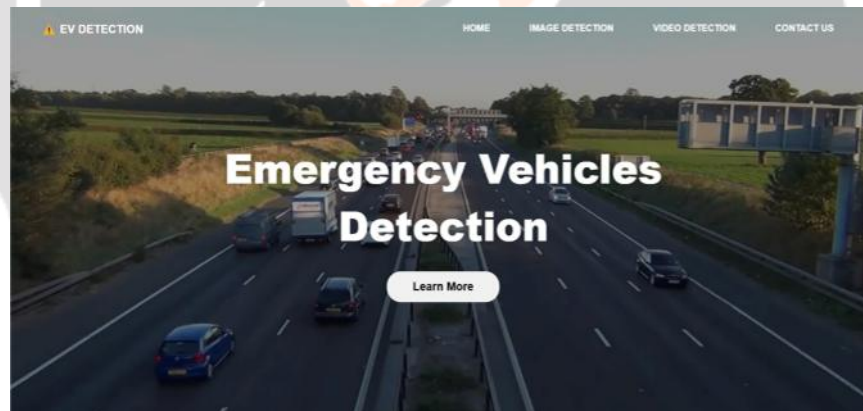 ⚠ EV DETECTION
HOME IMAGE DETECTION VIDEO DETECTION CONTACT US
Emergency Vehicles
Detection
Learn More